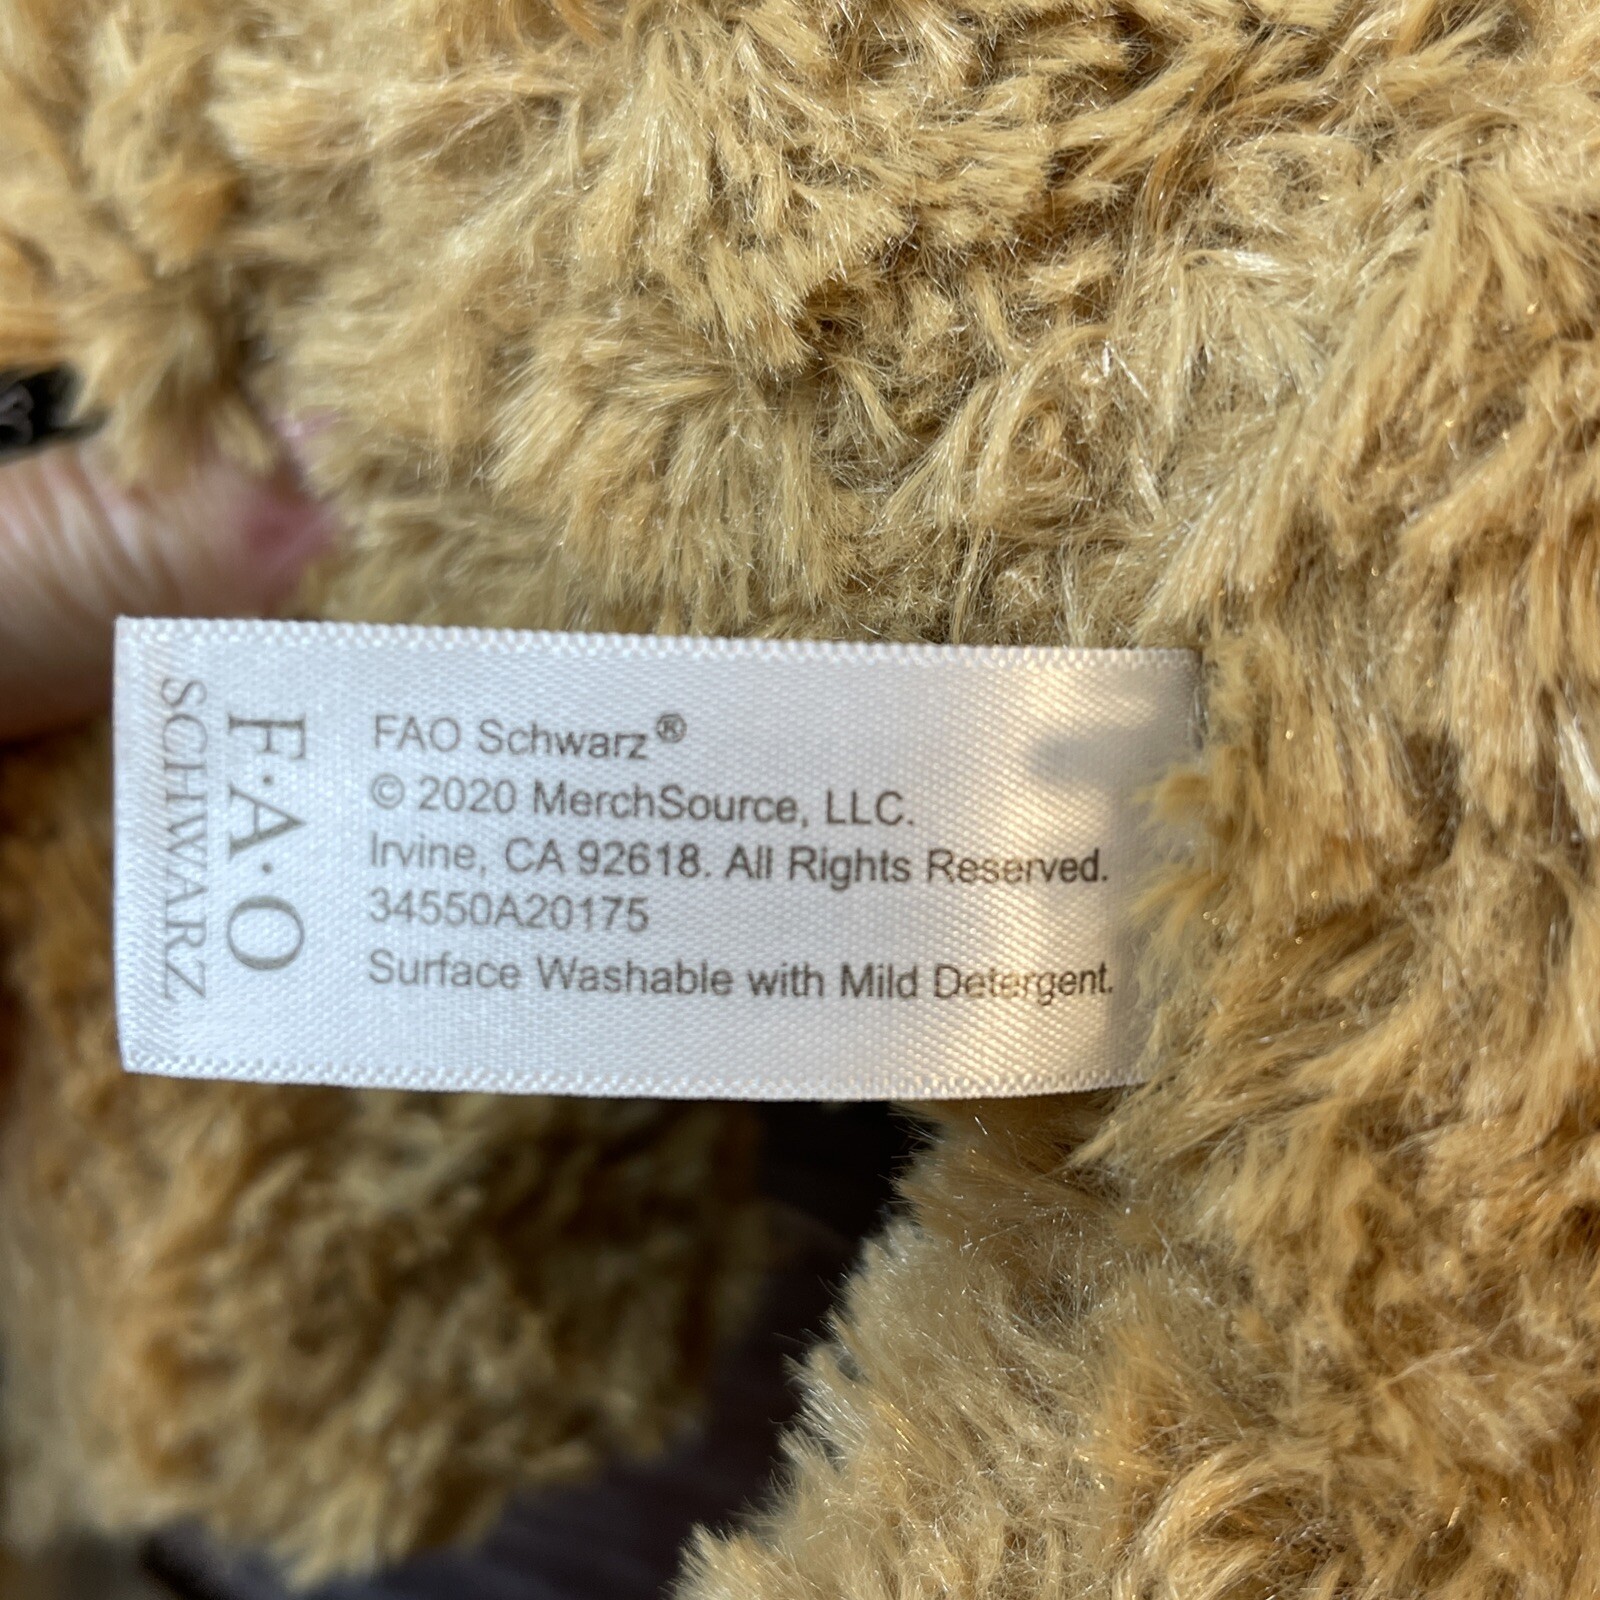 F·A·O
SCHWARZ
FAO Schwarz®
© 2020 MerchSource, LLC.
Irvine, CA 92618. All Rights Reserved.
34550A20175
Surface Washable with Mild Detergent.